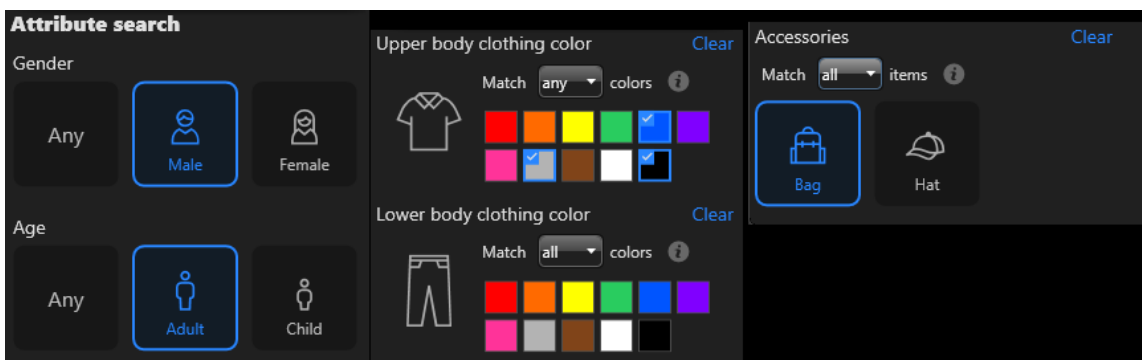 Attribute search
Gender
Any
Male
Female
Age
Any
Adult
Child
Upper body clothing color Clear
Match any colors i
Lower body clothing color Clear
Match all colors i
Accessories Clear
Match all items i
Bag
Hat